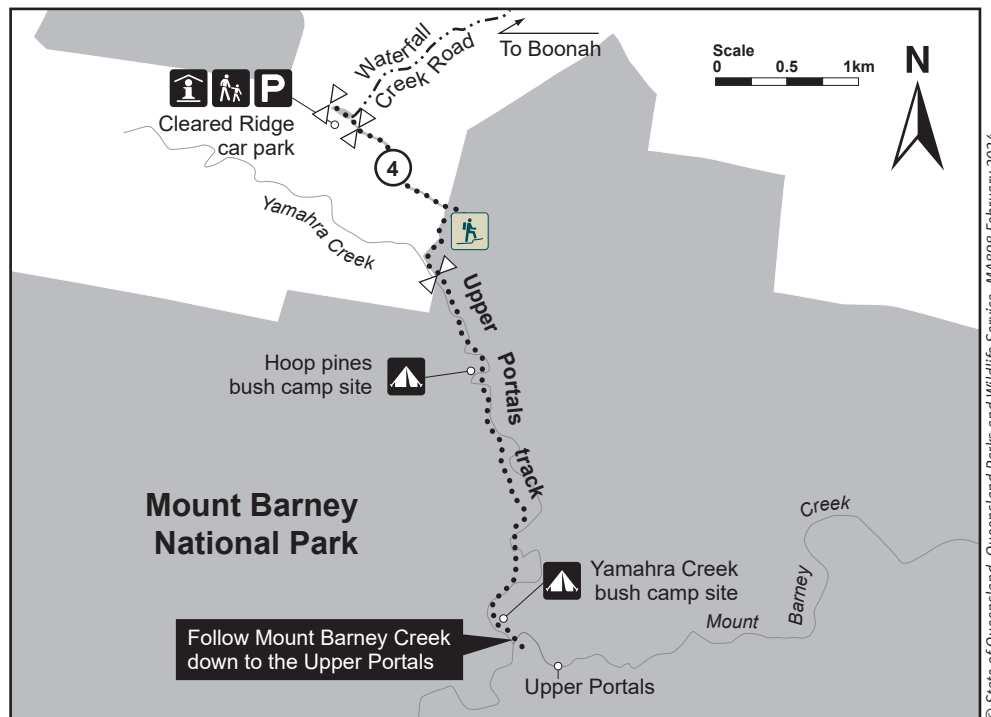 Waterfall
Creek Road
To Boonah
Scale
0 0.5 1km
N
P
Cleared Ridge
car park
4
Yamahra Creek
Upper Portals track
Hoop pines
bush camp site
Mount Barney
National Park
Creek
Yamahra Creek
bush camp site
Mount Barney
Follow Mount Barney Creek
down to the Upper Portals
Upper Portals
© State of Queensland. Queensland Parks and Wildlife Service. MA808 February 2024